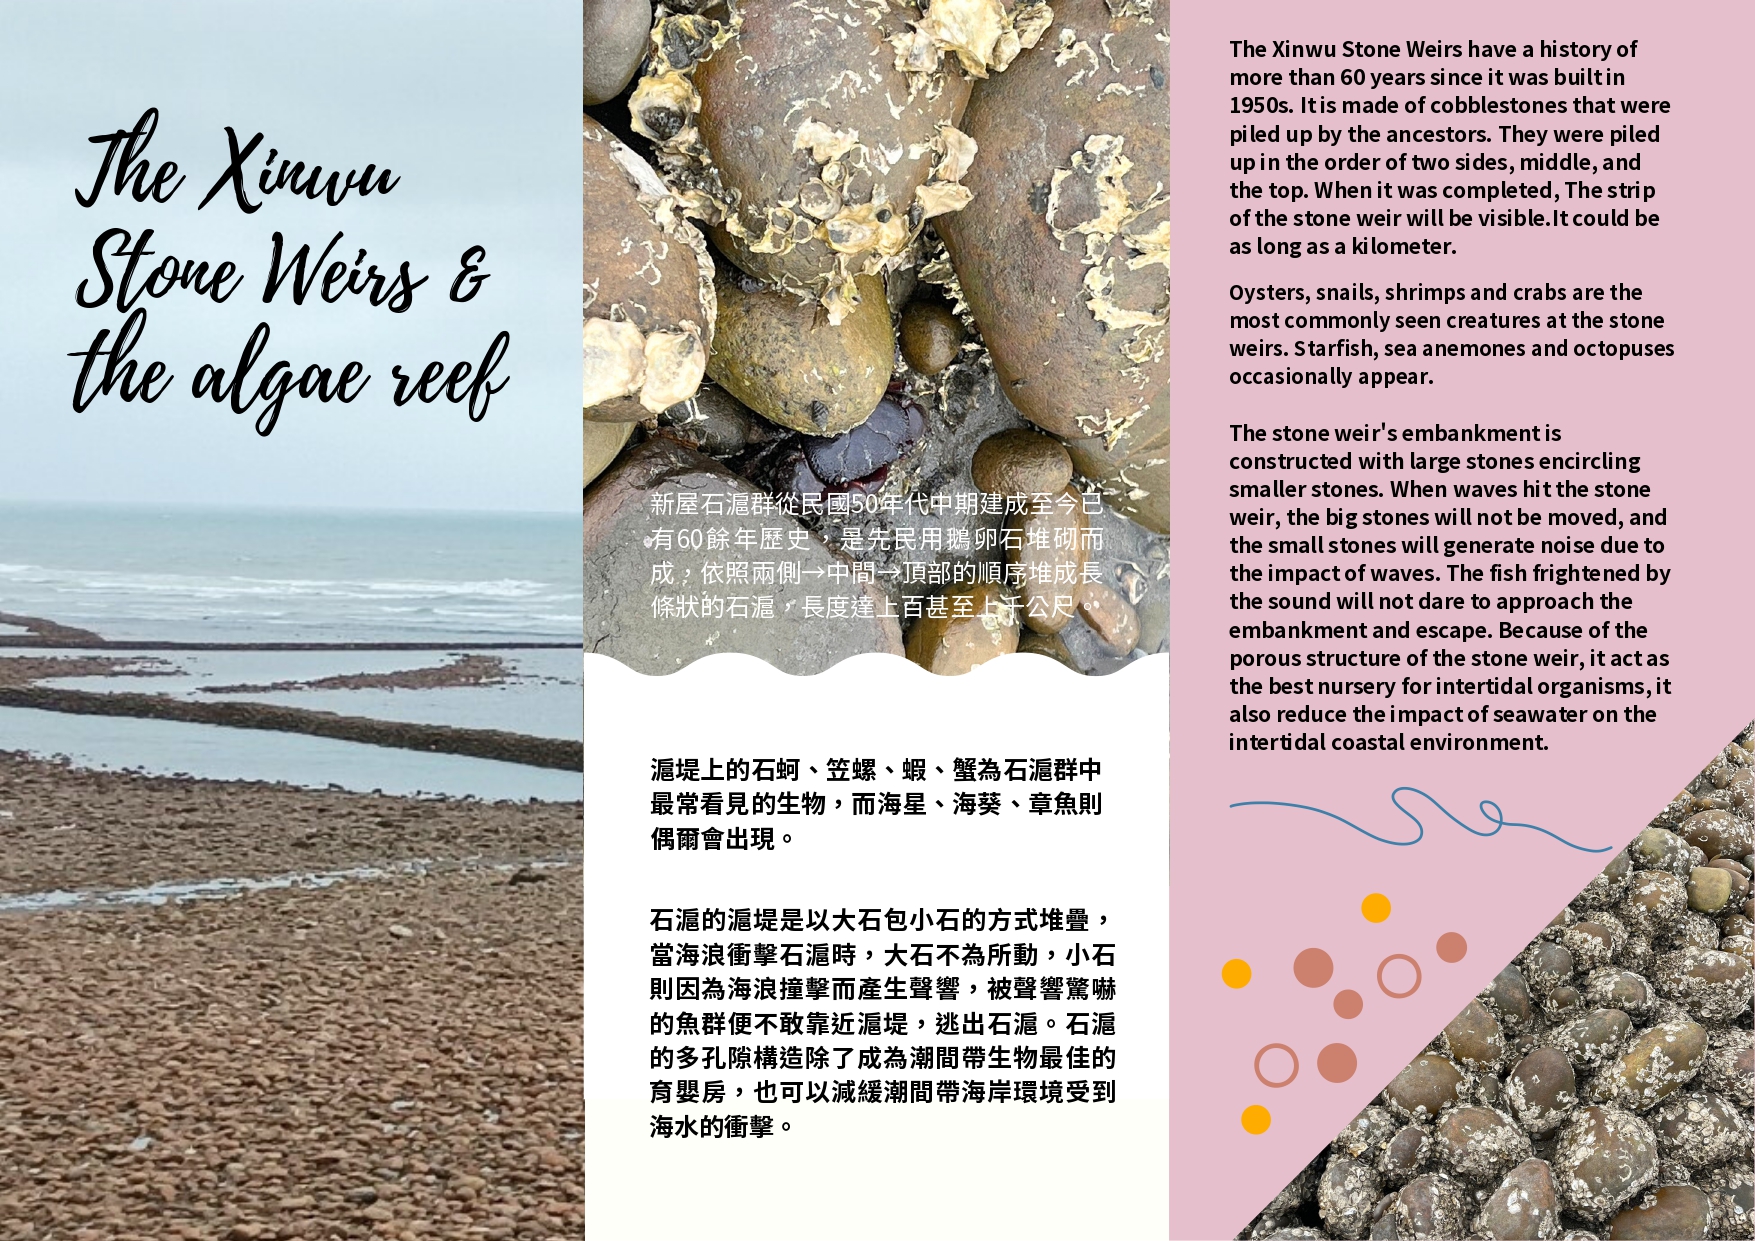 The Xinwu
Stone Weirs &
the algae reef
新屋石滬群從民國50年代中期建成至今已
有60餘年歷史，是先民用鵝卵石堆砌而
成，依照兩側→中間→頂部的順序堆成長
條狀的石滬，長度達上百甚至上千公尺。
滬堤上的石蚵、笠螺、蝦、蟹為石滬群中
最常看見的生物，而海星、海葵、章魚則
偶爾會出現。
石滬的滬堤是以大石包小石的方式堆疊，
當海浪衝擊石滬時，大石不為所動，小石
則因為海浪撞擊而產生聲響，被聲響驚嚇
的魚群便不敢靠近滬堤，逃出石滬。石滬
的多孔隙構造除了成為潮間帶生物最佳的
育嬰房，也可以減緩潮間帶海岸環境受到
海水的衝擊。
The Xinwu Stone Weirs have a history of
more than 60 years since it was built in
1950s. It is made of cobblestones that were
piled up by the ancestors. They were piled
up in the order of two sides, middle, and
the top. When it was completed, The strip
of the stone weir will be visible.It could be
as long as a kilometer.
Oysters, snails, shrimps and crabs are the
most commonly seen creatures at the stone
weirs. Starfish, sea anemones and octopuses
occasionally appear.
The stone weir's embankment is
constructed with large stones encircling
smaller stones. When waves hit the stone
weir, the big stones will not be moved, and
the small stones will generate noise due to
the impact of waves. The fish frightened by
the sound will not dare to approach the
embankment and escape. Because of the
porous structure of the stone weir, it act as
the best nursery for intertidal organisms, it
also reduce the impact of seawater on the
intertidal coastal environment.